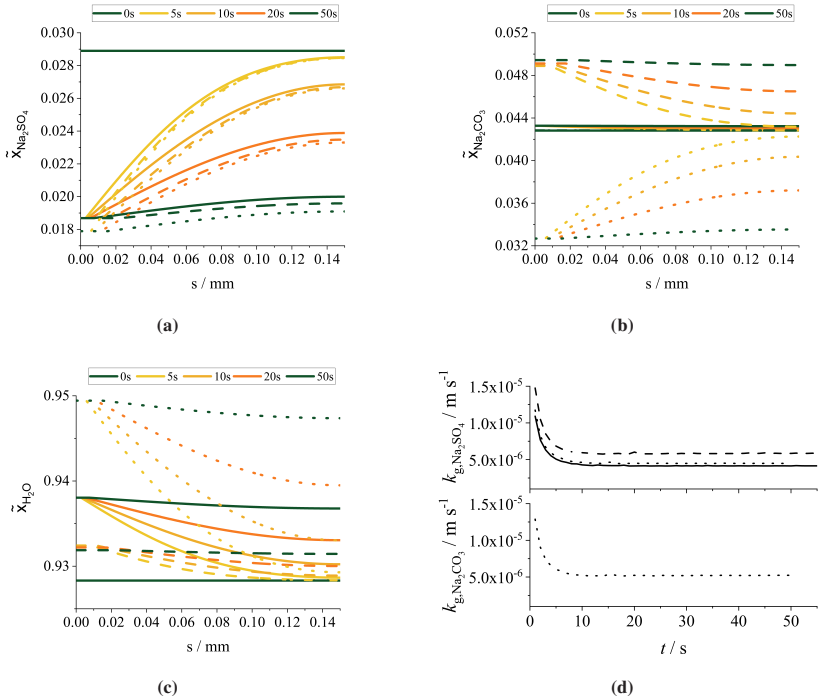 0s 5s 10s 20s 50s
0.030
0.028
0.026
0.024
0.022
0.020
0.018
x̃Na₂SO₄
0.00 0.02 0.04 0.06 0.08 0.10 0.12 0.14
s / mm
(a)
0s 5s 10s 20s 50s
0.052
0.048
0.044
0.040
0.036
0.032
x̃Na₂CO₃
0.00 0.02 0.04 0.06 0.08 0.10 0.12 0.14
s / mm
(b)
0s 5s 10s 20s 50s
0.95
0.94
0.93
x̃H₂O
0.00 0.02 0.04 0.06 0.08 0.10 0.12 0.14
s / mm
(c)
1.5x10⁻⁵
1.0x10⁻⁵
5.0x10⁻⁶
kg,Na₂SO₄ / m s⁻¹
1.5x10⁻⁵
1.0x10⁻⁵
5.0x10⁻⁶
kg,Na₂CO₃ / m s⁻¹
0 10 20 30 40 50
t / s
(d)